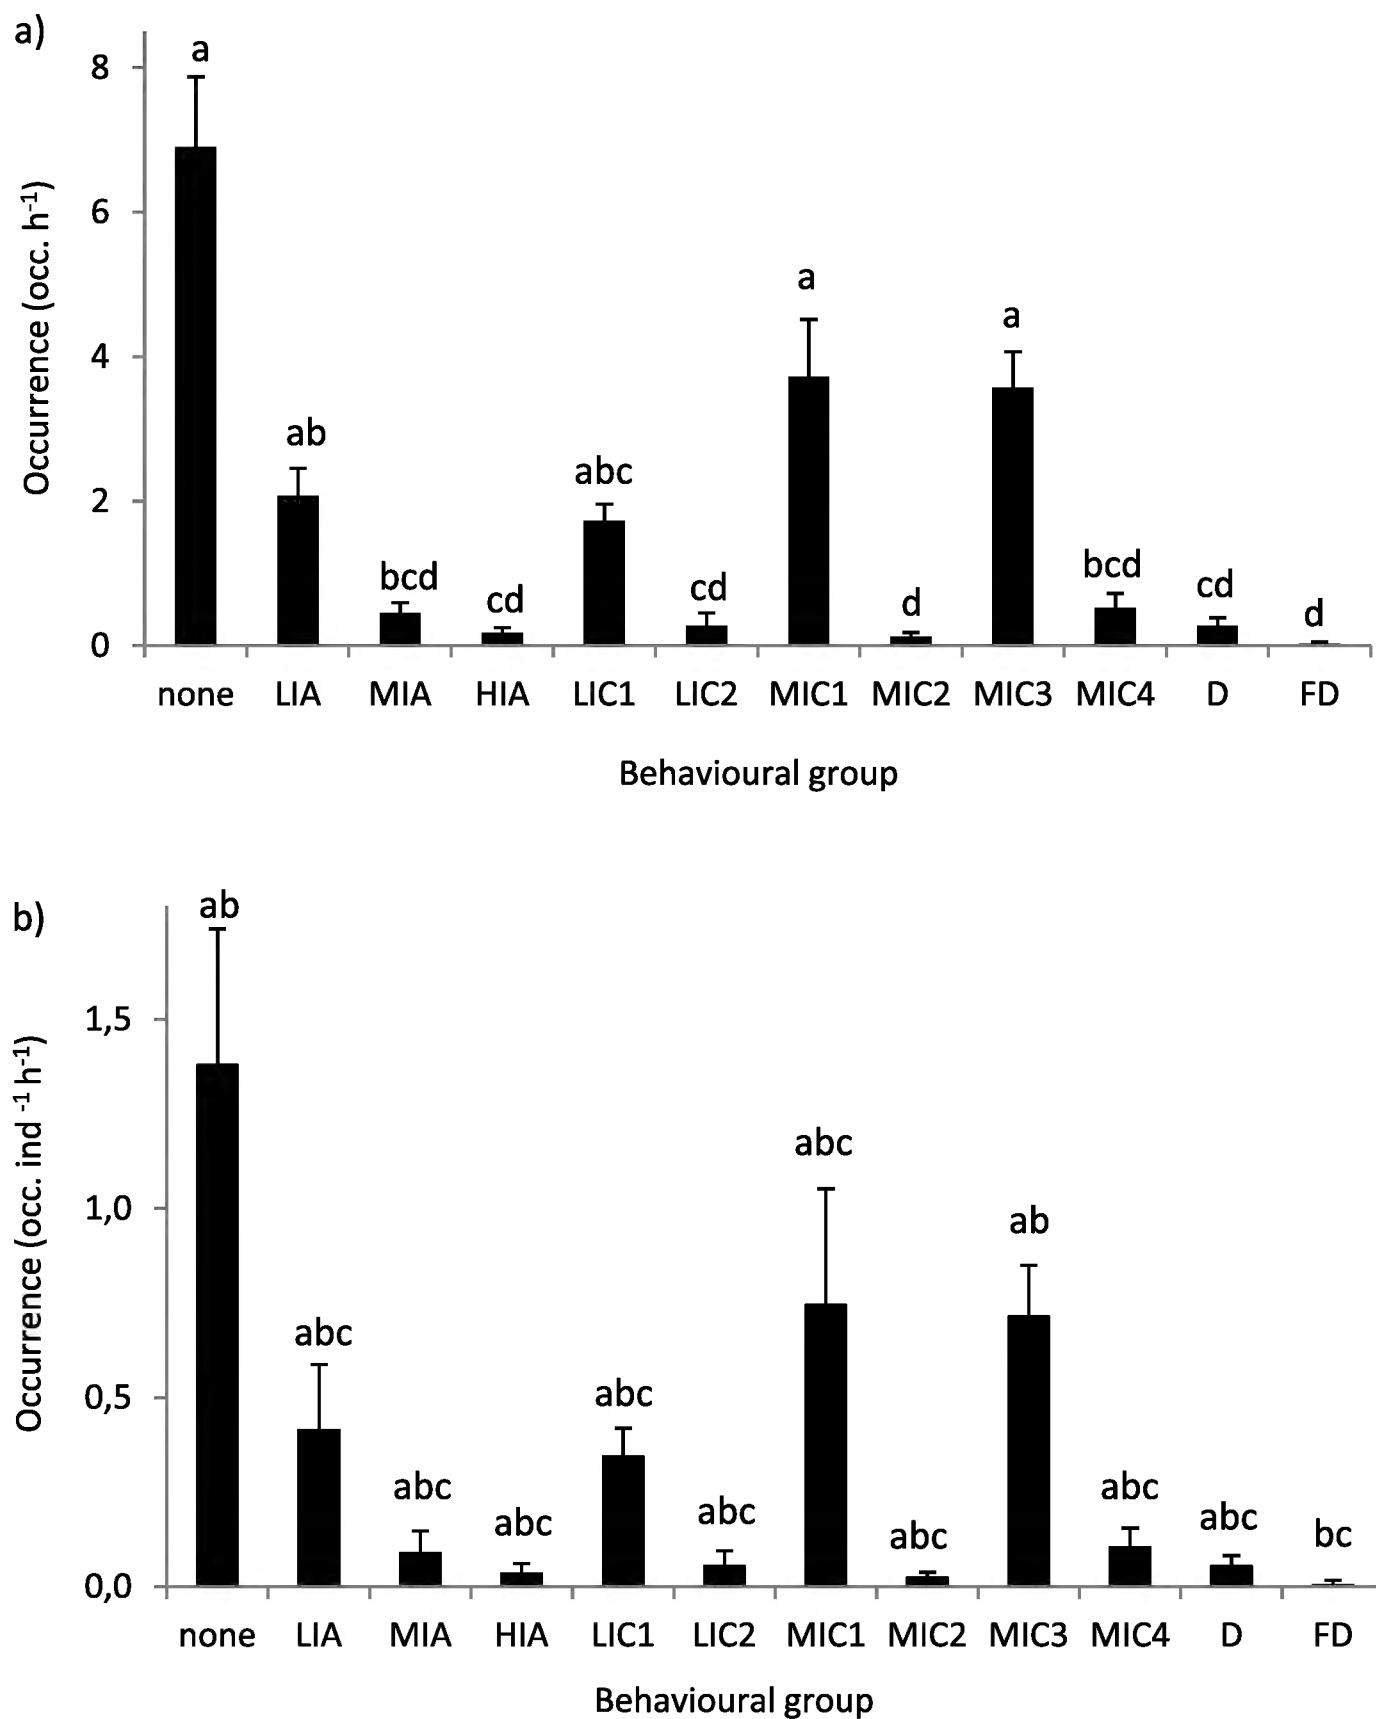 a)
Occurrence (occ. h-1)
8
6
4
2
0
a
ab
bcd
cd
abc
cd
a
d
a
bcd
cd
d
none LIA MIA HIA LIC1 LIC2 MIC1 MIC2 MIC3 MIC4 D FD
Behavioural group
b)
Occurrence (occ. ind -1 h-1)
1,5
1,0
0,5
0,0
ab
abc
abc
abc
abc
abc
abc
abc
ab
abc
abc
bc
none LIA MIA HIA LIC1 LIC2 MIC1 MIC2 MIC3 MIC4 D FD
Behavioural group